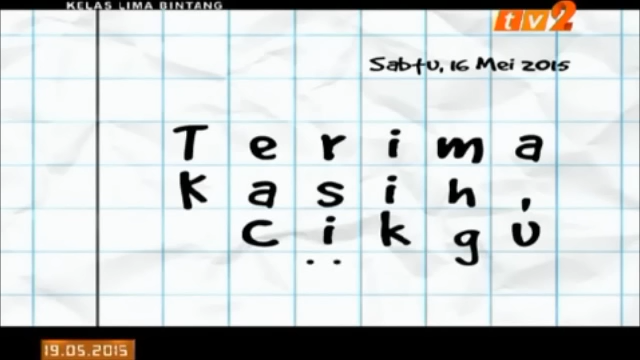 KELAS LIMA BINTANG
tv2
Sabtu, 16 Mei 2015
Terima
Kasih,
Cikgu
..
19.05.2015